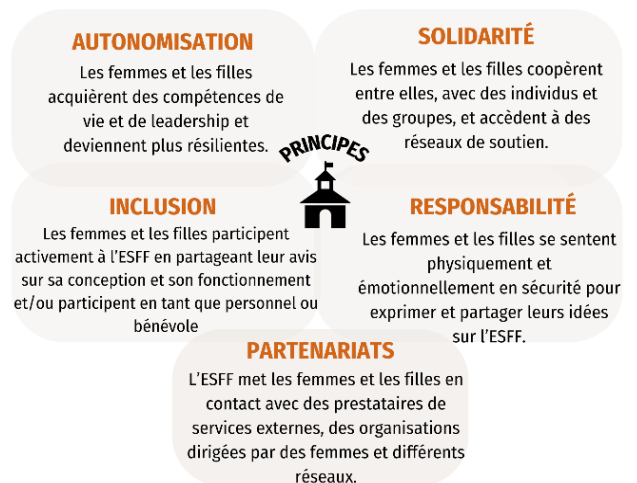 AUTONOMISATION
Les femmes et les filles
acquièrent des compétences de
vie et de leadership et
deviennent plus résilientes.
SOLIDARITÉ
Les femmes et les filles coopèrent
entre elles, avec des individus et
des groupes, et accèdent à des
réseaux de soutien.
PRINCIPES
INCLUSION
Les femmes et les filles participent
activement à l'ESFF en partageant leur avis
sur sa conception et son fonctionnement
et/ou participent en tant que personnel ou
bénévole
RESPONSABILITÉ
Les femmes et les filles se sentent
physiquement et
émotionnellement en sécurité pour
exprimer et partager leurs idées
sur l'ESFF.
PARTENARIATS
L'ESFF met les femmes et les filles en
contact avec des prestataires de
services externes, des organisations
dirigées par des femmes et différents
réseaux.